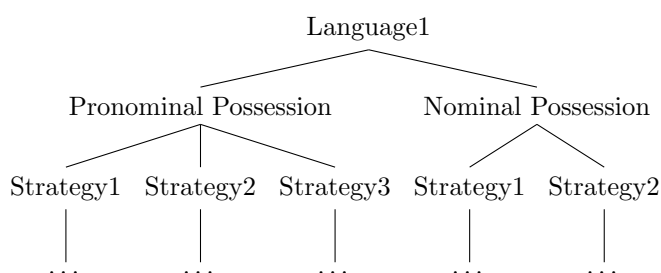 Language1
Pronominal Possession Nominal Possession
Strategy1 Strategy2 Strategy3 Strategy1 Strategy2
... ... ... ... ...